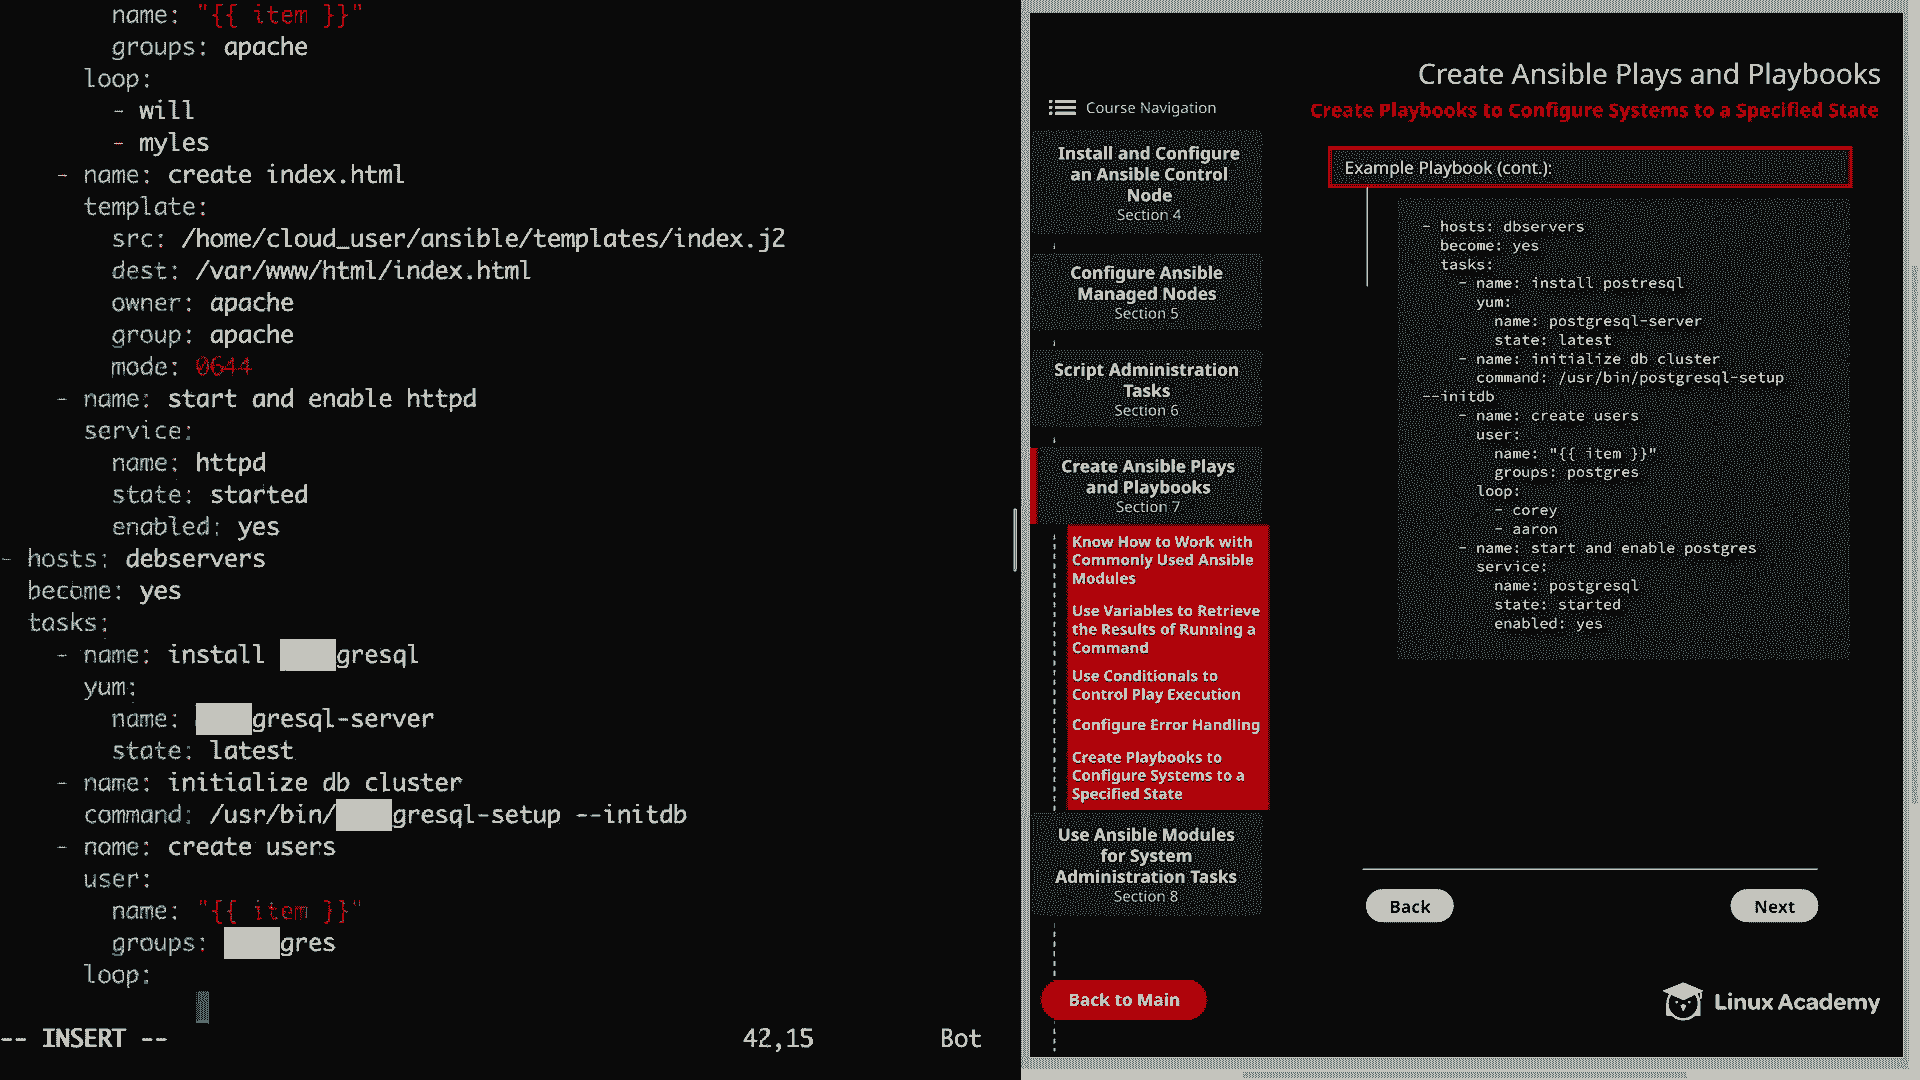 name: "{{ item }}"
groups: apache
loop:
- will
- myles
- name: create index.html
template:
src: /home/cloud_user/ansible/templates/index.j2
dest: /var/www/html/index.html
owner: apache
group: apache
mode: 0644
- name: start and enable httpd
service:
name: httpd
state: started
enabled: yes
- hosts: debservers
become: yes
tasks:
- name: install gresql
yum:
name: gresql-server
state: latest
- name: initialize db cluster
command: /usr/bin/gresql-setup --initdb
- name: create users
user:
name: "{{ item }}"
groups: gres
loop:
-- INSERT --
42,15
Bot
Create Ansible Plays and Playbooks
Course Navigation
Create Playbooks to Configure Systems to a Specified State
Install and Configure
an Ansible Control
Node
Section 4
Configure Ansible
Managed Nodes
Section 5
Script Administration
Tasks
Section 6
Create Ansible Plays
and Playbooks
Section 7
Know How to Work with
Commonly Used Ansible
Modules
Use Variables to Retrieve
the Results of Running a
Command
Use Conditionals to
Control Play Execution
Configure Error Handling
Create Playbooks to
Configure Systems to a
Specified State
Use Ansible Modules
for System
Administration Tasks
Section 8
Back to Main
Example Playbook (cont.):
- hosts: dbservers
become: yes
tasks:
- name: install postresql
yum:
name: postgresql-server
state: latest
- name: initialize db cluster
command: /usr/bin/postgresql-setup
--initdb
- name: create users
user:
name: "{{ item }}"
groups: postgres
loop:
- corey
- aaron
- name: start and enable postgres
service:
name: postgresql
state: started
enabled: yes
Back
Next
Linux Academy